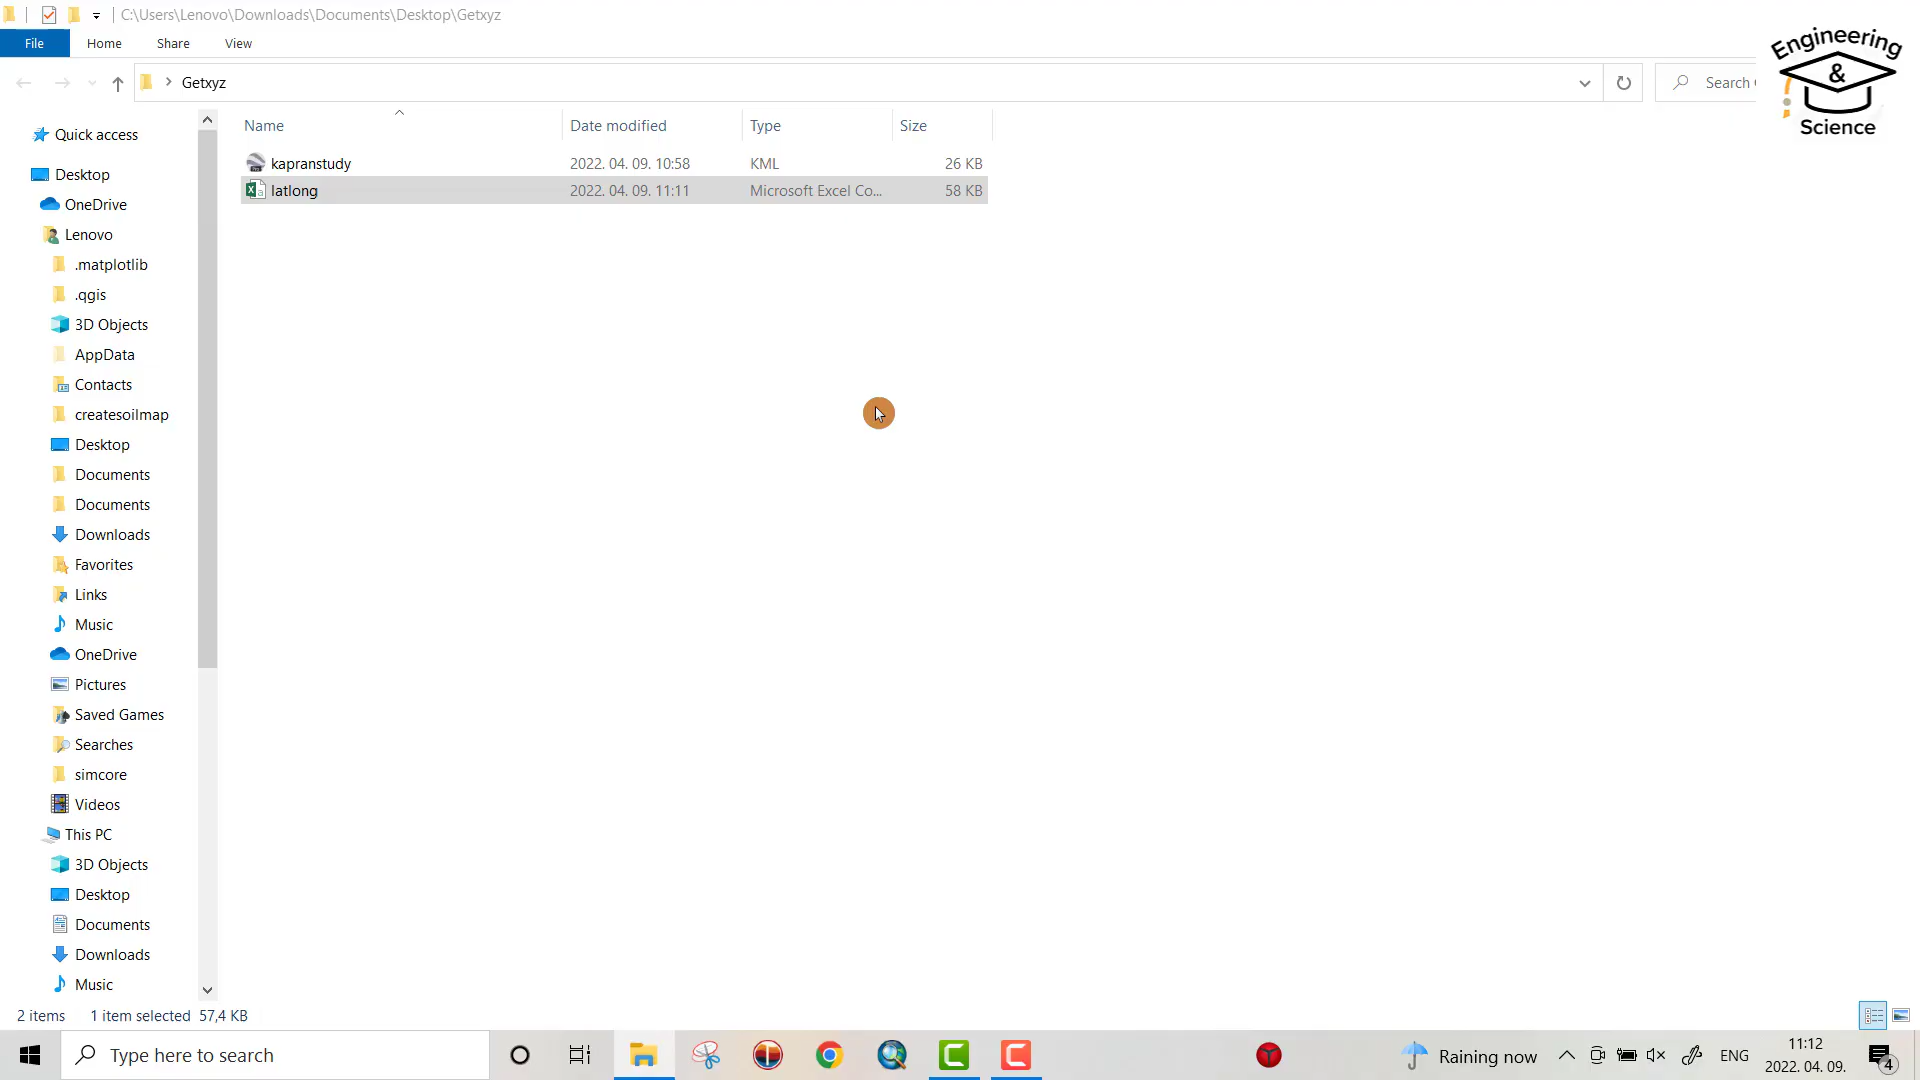 C:\Users\Lenovo\Downloads\Documents\Desktop\Getxyz
File Home Share View
Getxyz
Search
Engineering
&
Science
Name Date modified Type Size
kapranstudy 2022. 04. 09. 10:58 KML 26 KB
latlong 2022. 04. 09. 11:11 Microsoft Excel Co... 58 KB
Quick access
Desktop
OneDrive
Lenovo
.matplotlib
.qgis
3D Objects
AppData
Contacts
createsoilmap
Desktop
Documents
Documents
Downloads
Favorites
Links
Music
OneDrive
Pictures
Saved Games
Searches
simcore
Videos
This PC
3D Objects
Desktop
Documents
Downloads
Music
2 items 1 item selected 57,4 KB
Type here to search
Raining now
ENG
11:12
2022. 04. 09.
4